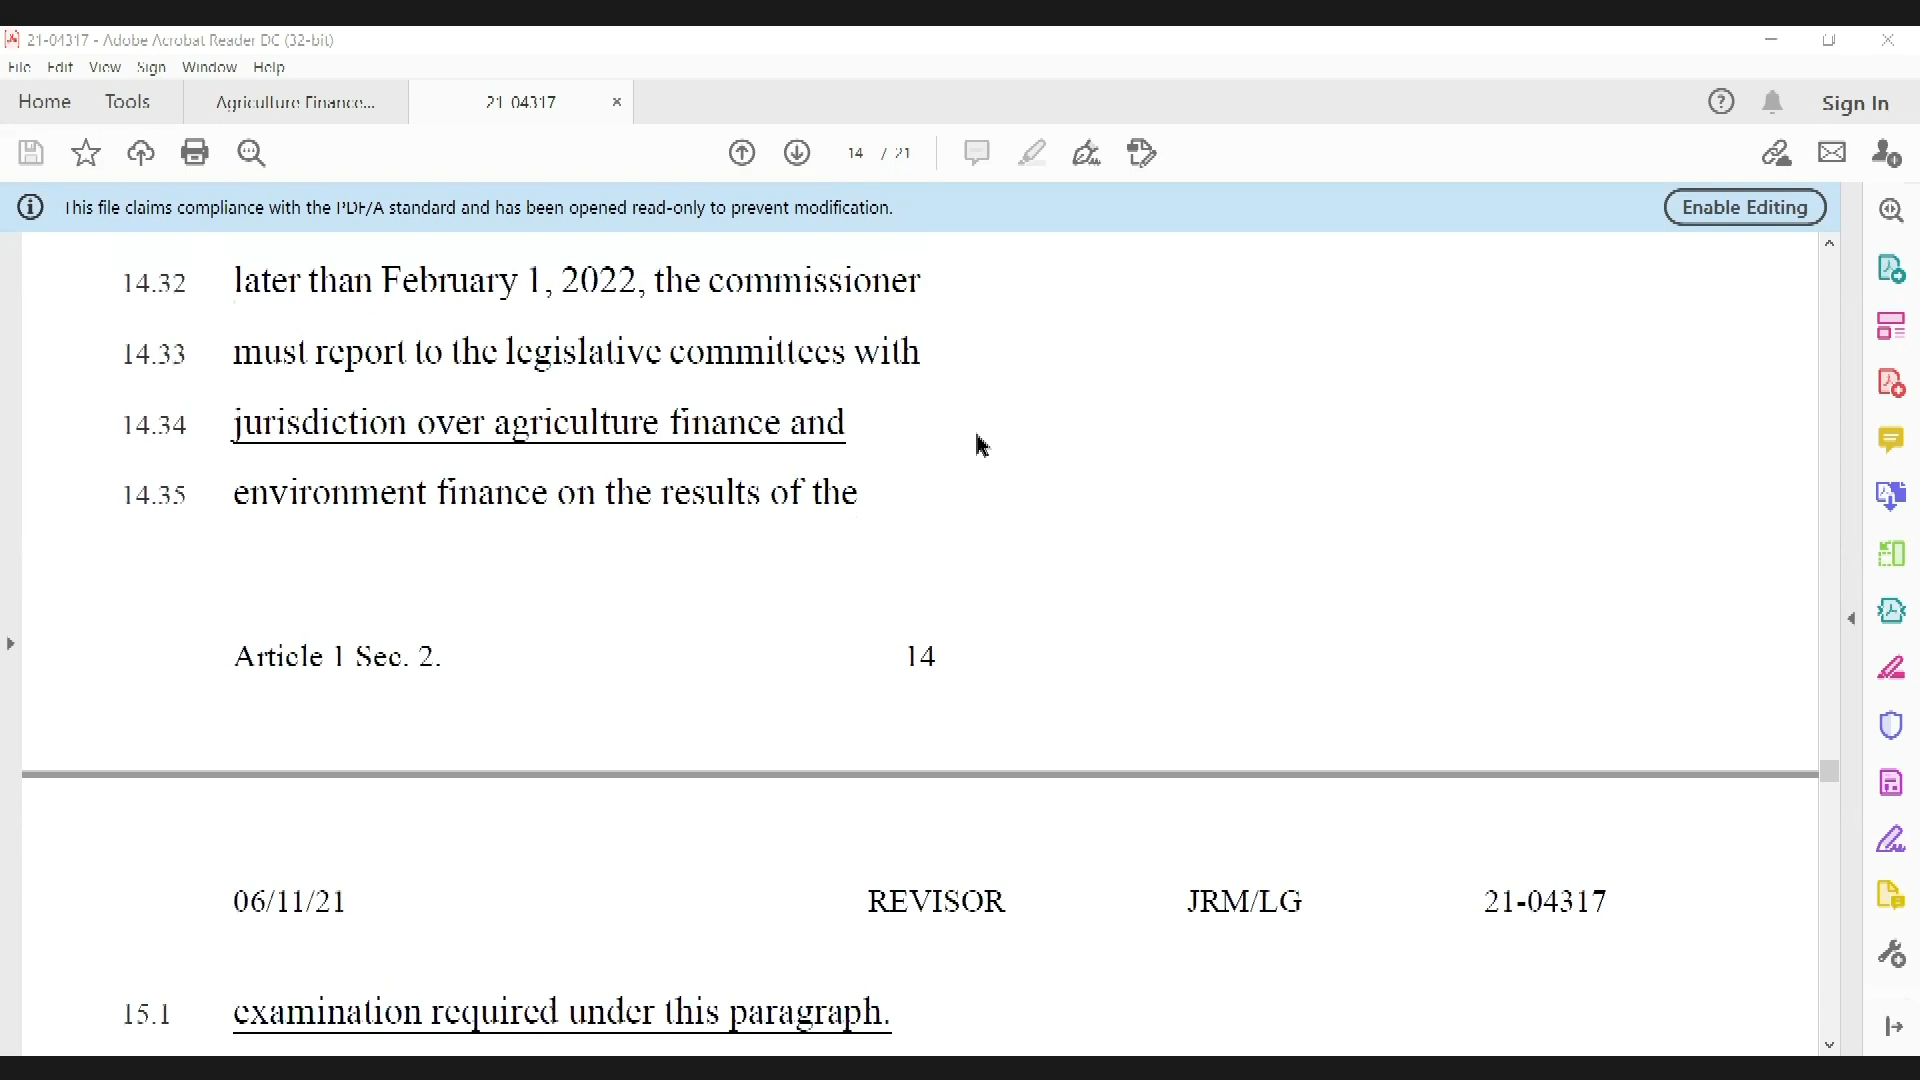 21-04317 - Adobe Acrobat Reader DC (32-bit)
File Edit View Sign Window Help
Home Tools Agriculture Finance... 21-04317 × Sign In
14 / 21
This file claims compliance with the PDF/A standard and has been opened read-only to prevent modification. Enable Editing
14.32 later than February 1, 2022, the commissioner
14.33 must report to the legislative committees with
14.34 jurisdiction over agriculture finance and
14.35 environment finance on the results of the
Article 1 Sec. 2. 14
06/11/21 REVISOR JRM/LG 21-04317
15.1 examination required under this paragraph.